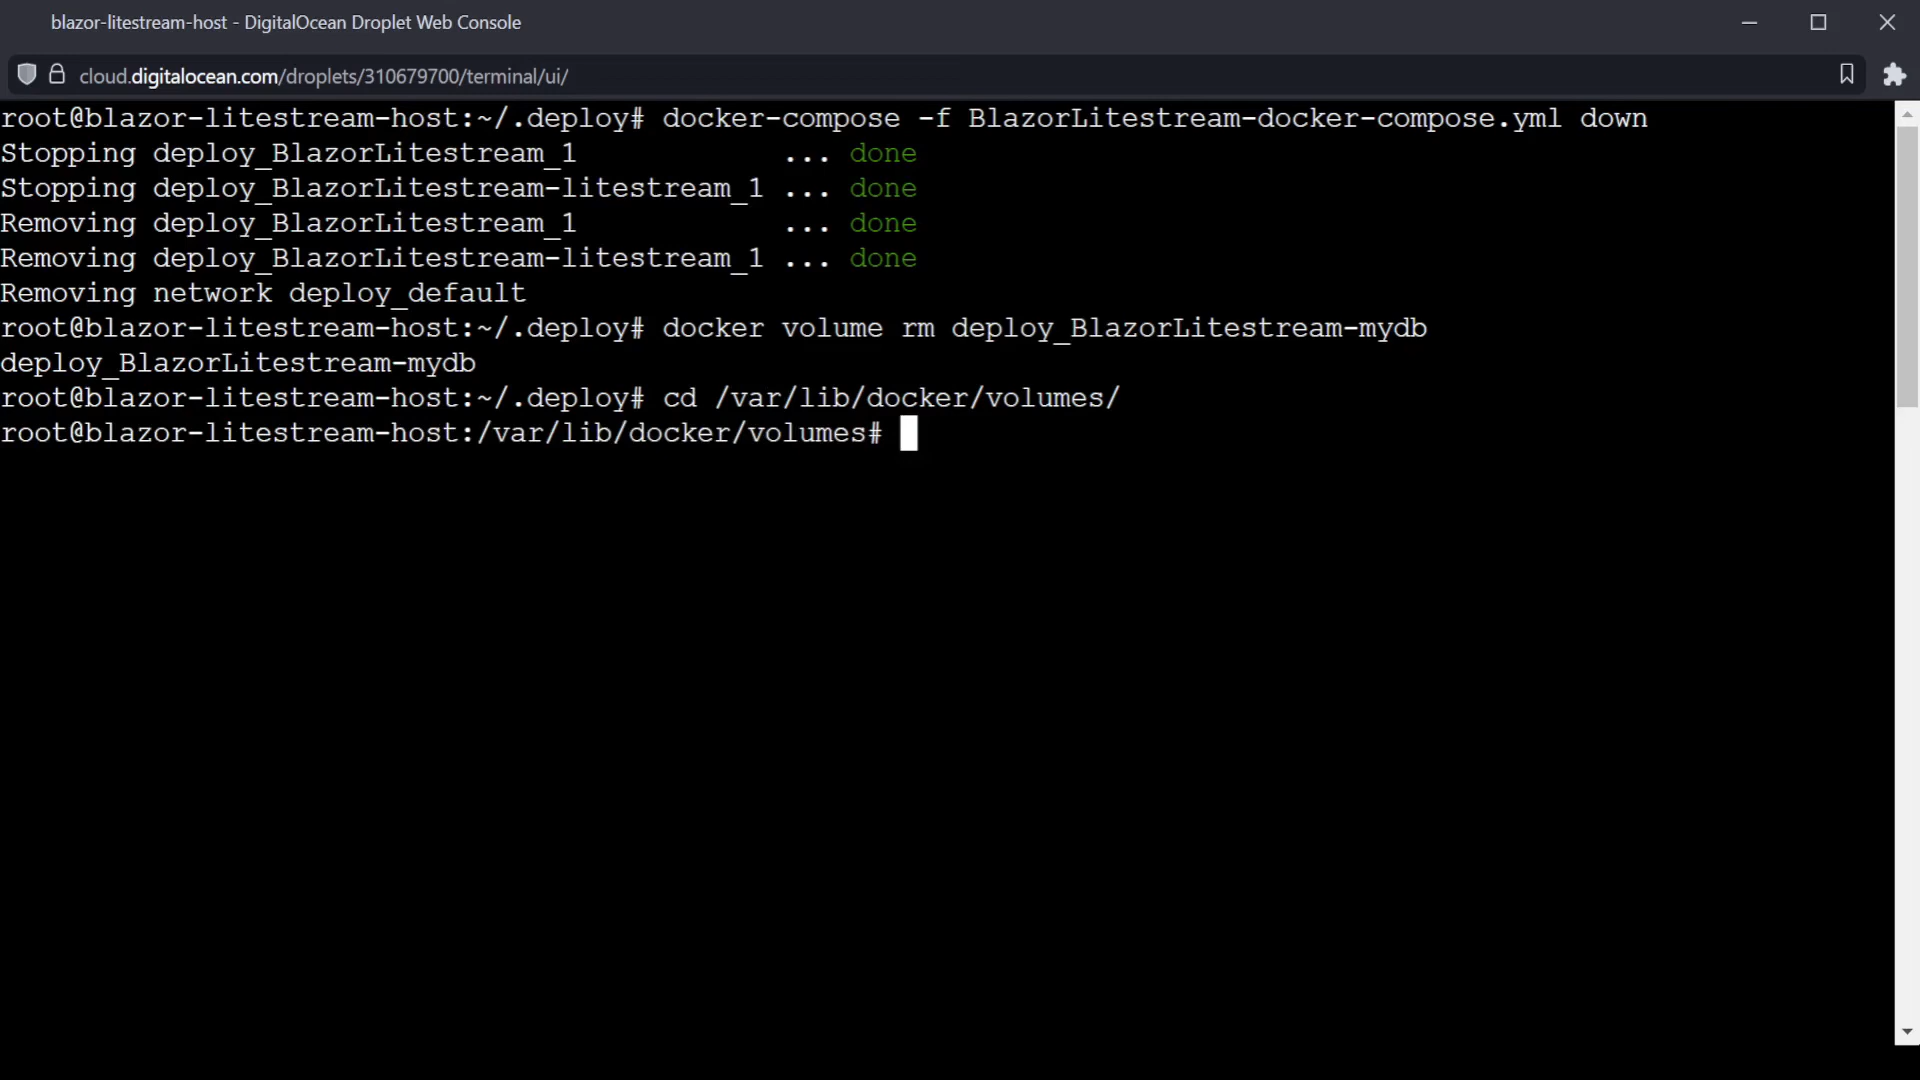 blazor-litestream-host - DigitalOcean Droplet Web Console
cloud.digitalocean.com/droplets/310679700/terminal/ui/
root@blazor-litestream-host:~/.deploy# docker-compose -f BlazorLitestream-docker-compose.yml down
Stopping deploy_BlazorLitestream_1 ... done
Stopping deploy_BlazorLitestream-litestream_1 ... done
Removing deploy_BlazorLitestream_1 ... done
Removing deploy_BlazorLitestream-litestream_1 ... done
Removing network deploy_default
root@blazor-litestream-host:~/.deploy# docker volume rm deploy_BlazorLitestream-mydb
deploy_BlazorLitestream-mydb
root@blazor-litestream-host:~/.deploy# cd /var/lib/docker/volumes/
root@blazor-litestream-host:/var/lib/docker/volumes#